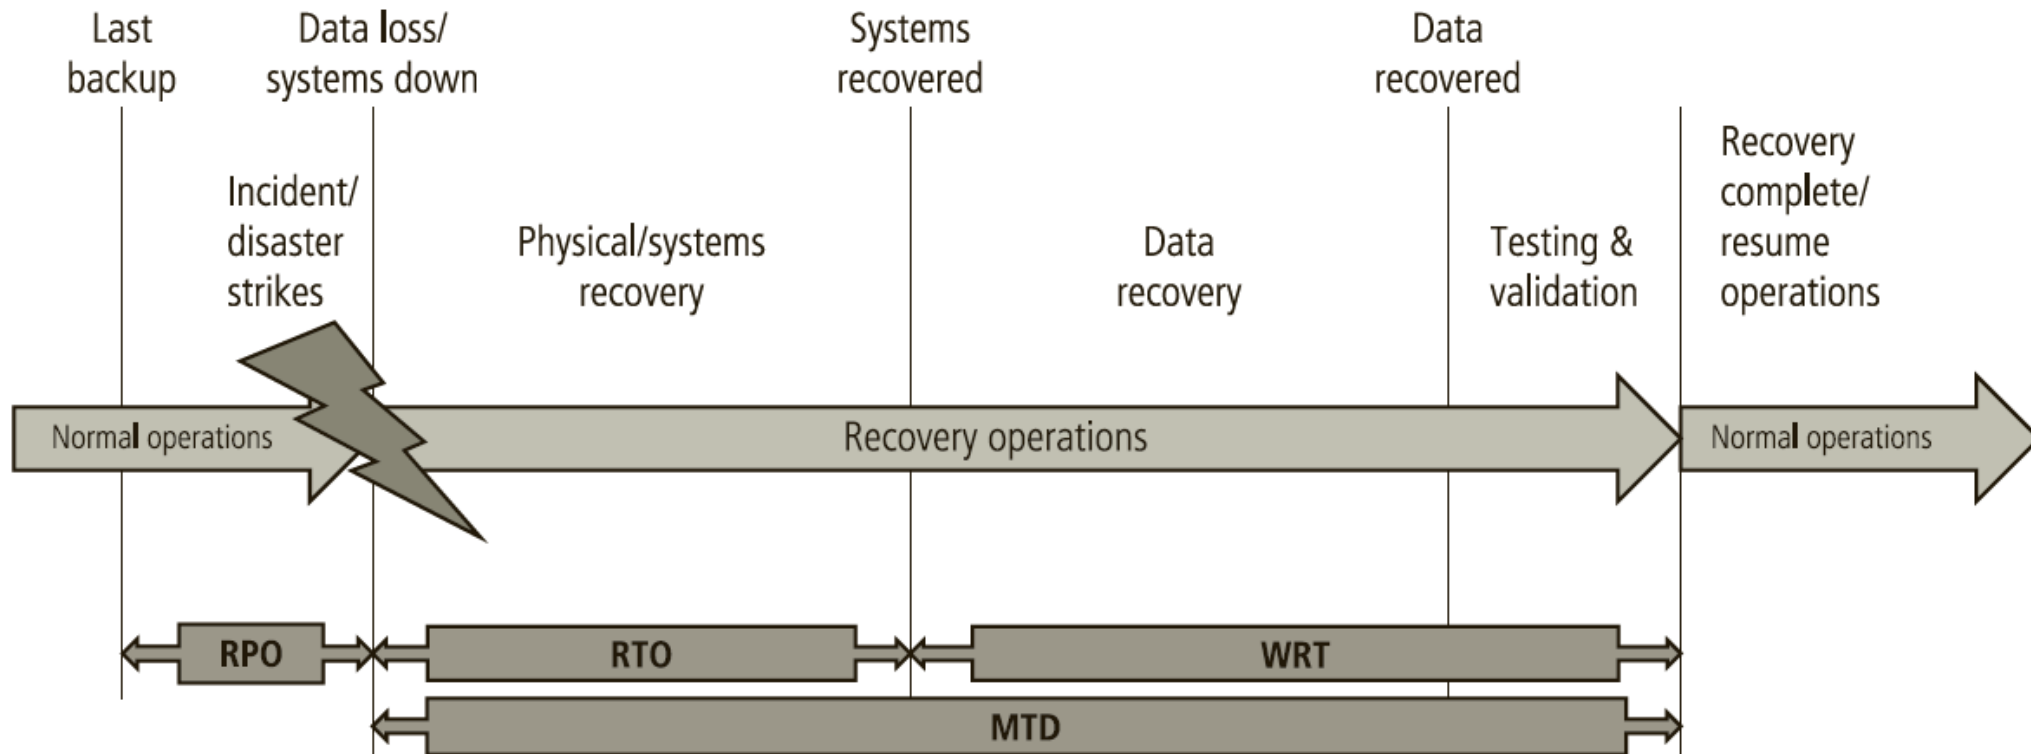 Last
backup
Data loss/
systems down
Systems
recovered
Data
recovered
Incident/
disaster
strikes
Physical/systems
recovery
Data
recovery
Testing &
validation
Recovery
complete/
resume
operations
Normal operations
Recovery operations
Normal operations
RPO
RTO
WRT
MTD